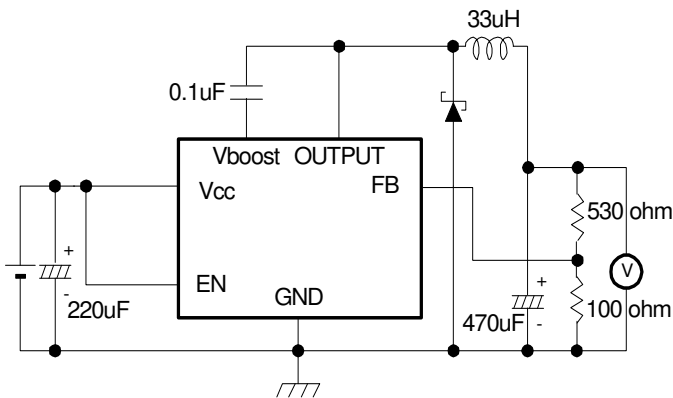 33uH
0.1uF
Vboost OUTPUT
Vcc
FB
530 ohm
+
V
EN
+
-
GND
220uF
470uF
-
100 ohm